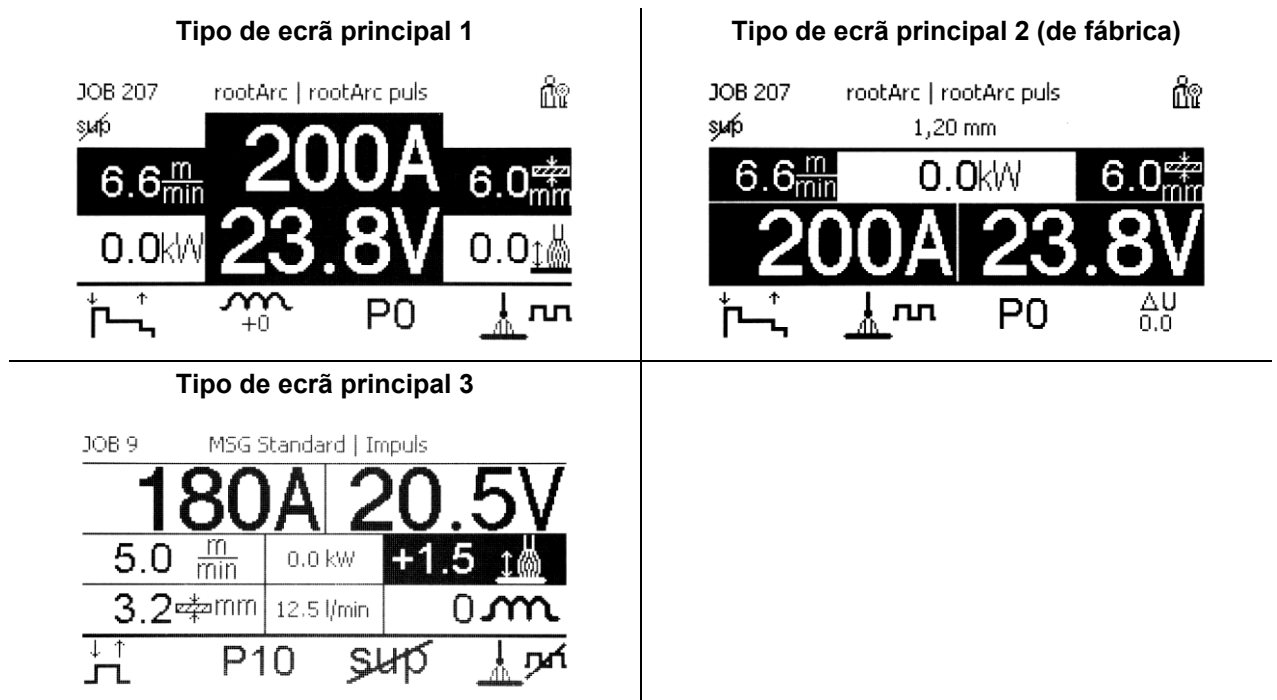 Tipo de ecrã principal 1
JOB 207 rootArc | rootArc puls
sup
200A
6.6 m/min 6.0 mm
23.8V
0.0kW 0.0
+0 P0
Tipo de ecrã principal 2 (de fábrica)
JOB 207 rootArc | rootArc puls
sup 1,20 mm
6.6 m/min 0.0kW 6.0 mm
200A 23.8V
P0 ΔU 0.0
Tipo de ecrã principal 3
JOB 9 MSG Standard | Impuls
180A 20.5V
5.0 m/min 0.0 kW +1.5
3.2 mm 12.5 l/min 0
P10 sup